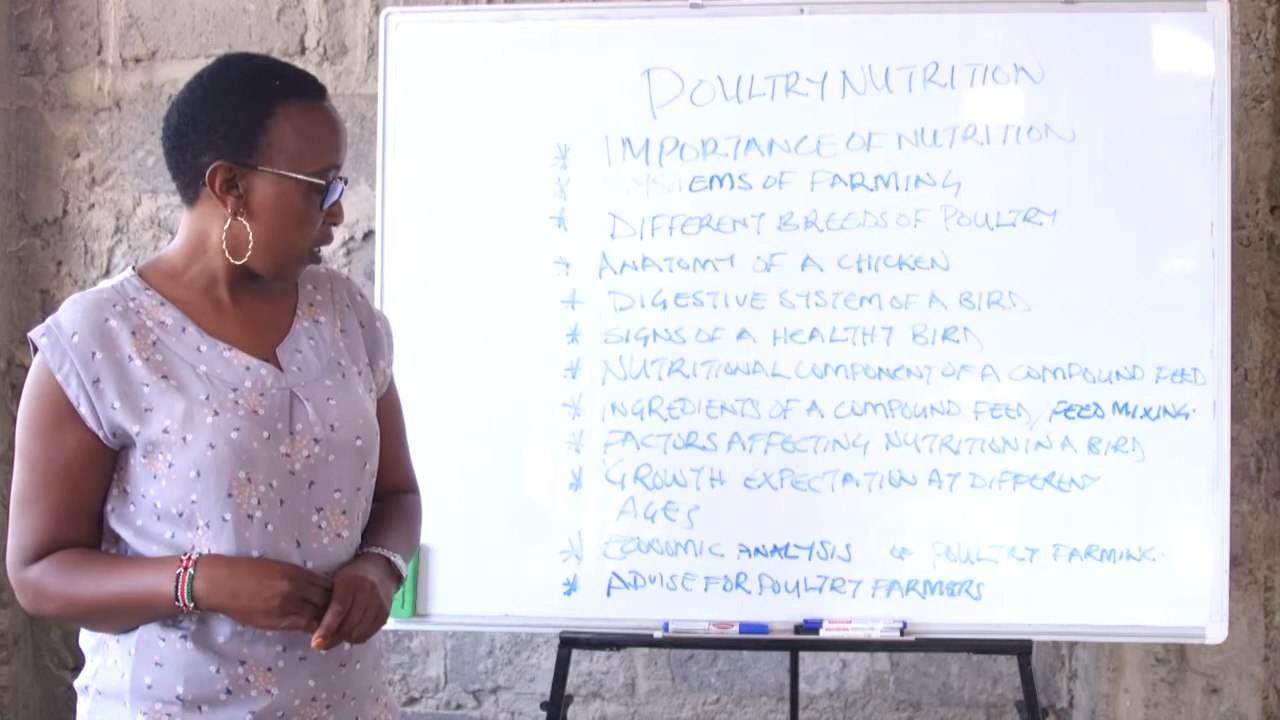 POULTRY NUTRITION
* IMPORTANCE OF NUTRITION
* SYSTEMS OF FARMING
* DIFFERENT BREEDS OF POULTRY
* ANATOMY OF A CHICKEN
* DIGESTIVE SYSTEM OF A BIRD
* SIGNS OF A HEALTHY BIRD
* NUTRITIONAL COMPONENT OF A COMPOUND FEED
* INGREDIENTS OF A COMPOUND FEED / FEED MIXING.
* FACTORS AFFECTING NUTRITION IN A BIRD
* GROWTH EXPECTATION AT DIFFERENT
AGES
* ECONOMIC ANALYSIS OF POULTRY FARMING.
* ADVISE FOR POULTRY FARMERS